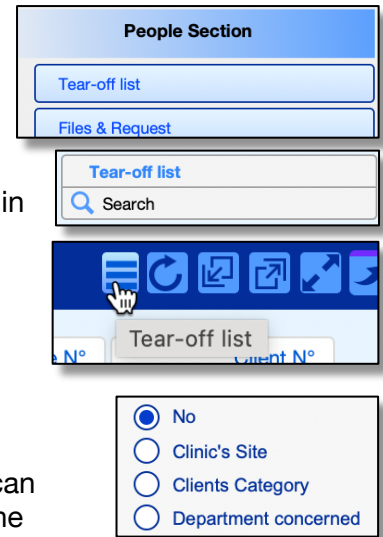 People Section
Tear-off list
Files & Request
Tear-off list
in
Search
Tear-off list
N°
Client N°
No
Clinic's Site
Clients Category
can
Department concerned